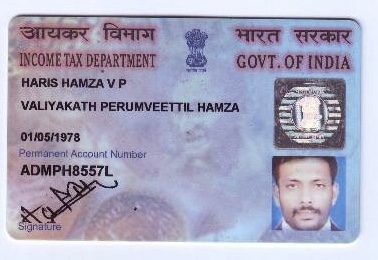 आयकर विभाग भारत सरकार
INCOME TAX DEPARTMENT GOVT. OF INDIA
HARIS HAMZA V P
VALIYAKATH PERUMVEETTIL HAMZA
01/05/1978
Permanent Account Number
ADMPH8557L
Signature